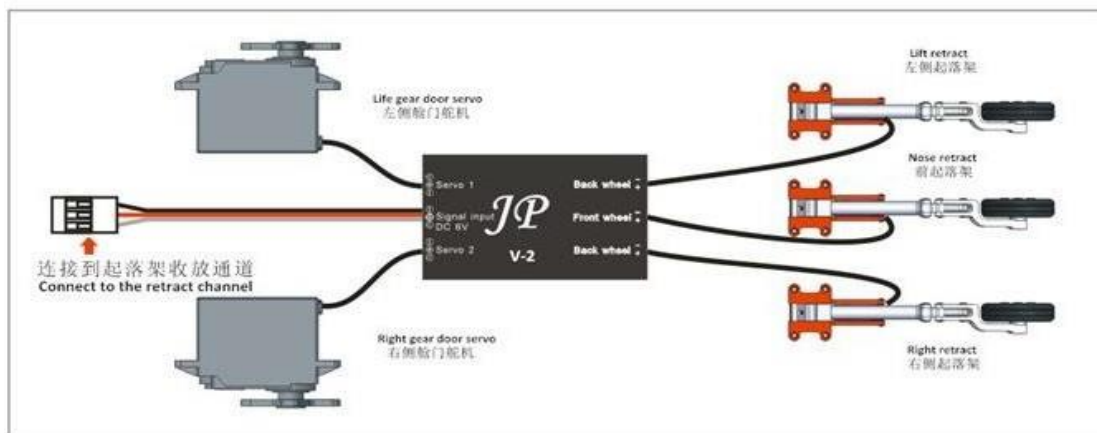 Lift retract
左侧起落架
Life gear door servo
左侧舱门舵机
Nose retract
前起落架
Servo 1
Back wheel
Signal input
DC 6V
JP
Front wheel
Servo 2
V-2
Back wheel
连接到起落架收放通道
Connect to the retract channel
Right gear door servo
右侧舱门舵机
Right retract
右侧起落架